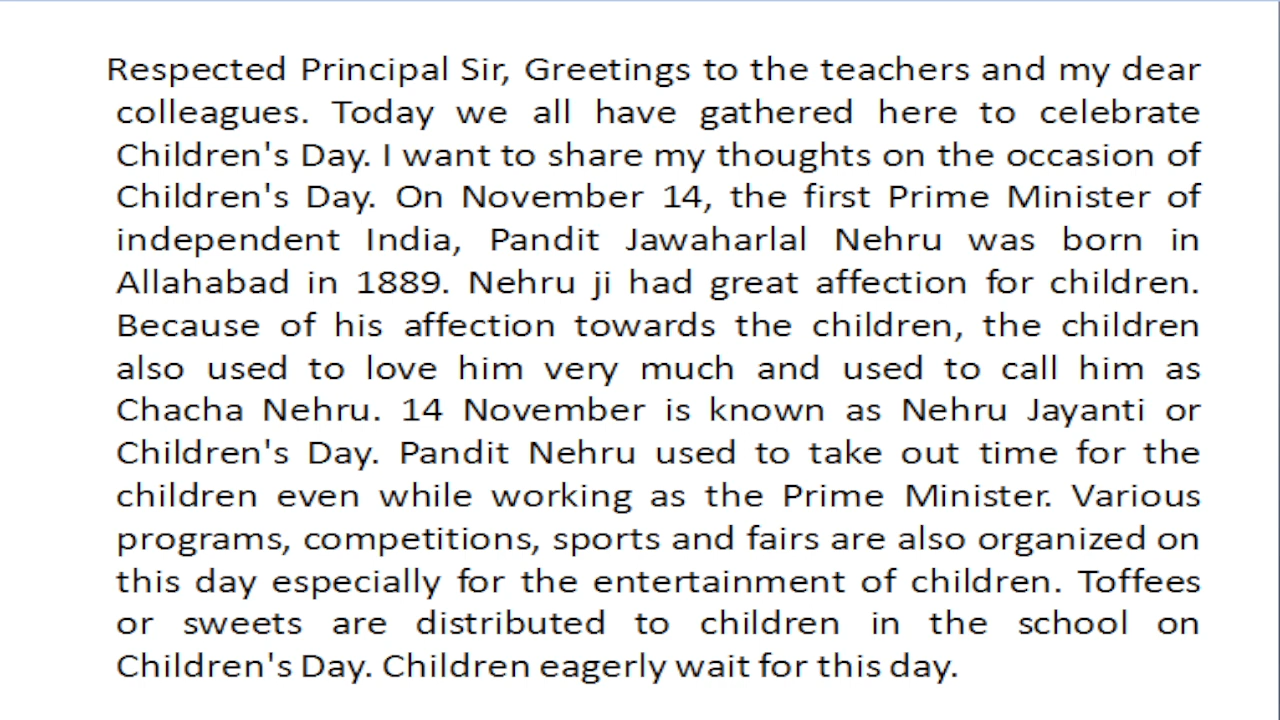 Respected Principal Sir, Greetings to the teachers and my dear
colleagues. Today we all have gathered here to celebrate
Children's Day. I want to share my thoughts on the occasion of
Children's Day. On November 14, the first Prime Minister of
independent India, Pandit Jawaharlal Nehru was born in
Allahabad in 1889. Nehru ji had great affection for children.
Because of his affection towards the children, the children
also used to love him very much and used to call him as
Chacha Nehru. 14 November is known as Nehru Jayanti or
Children's Day. Pandit Nehru used to take out time for the
children even while working as the Prime Minister. Various
programs, competitions, sports and fairs are also organized on
this day especially for the entertainment of children. Toffees
or sweets are distributed to children in the school on
Children's Day. Children eagerly wait for this day.